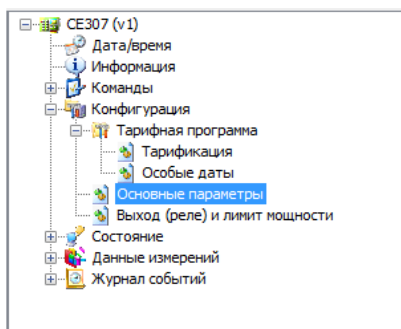 CE307 (v1)
Дата/время
Информация
Команды
Конфигурация
Тарифная программа
Тарификация
Особые даты
Основные параметры
Выход (реле) и лимит мощности
Состояние
Данные измерений
Журнал событий